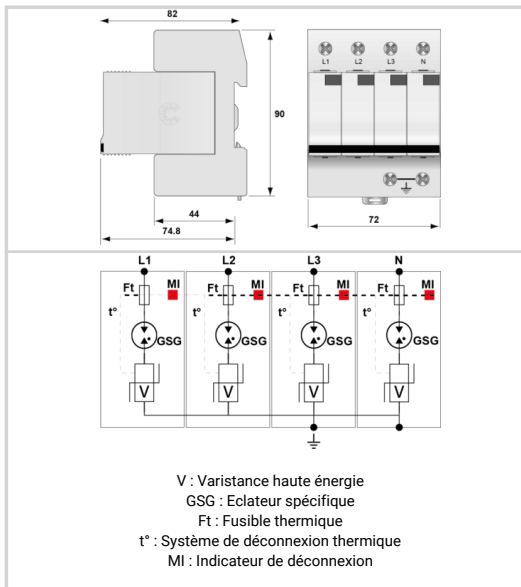 82
L1 L2 L3 N
90
44
74.8
72
L1 L2 L3 N
Ft MI Ft MI Ft MI Ft MI
t° t° t° t°
GSG GSG GSG GSG
V V V V
V : Varistance haute énergie
GSG : Eclateur spécifique
Ft : Fusible thermique
t° : Système de déconnexion thermique
MI : Indicateur de déconnexion